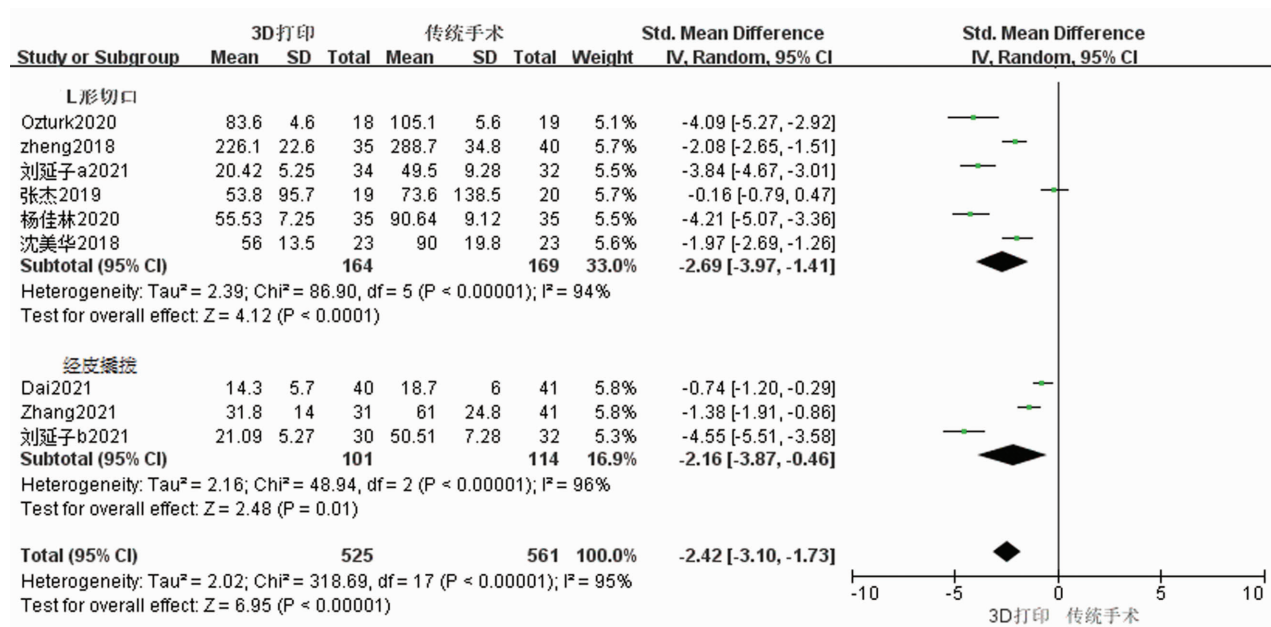 3D打印 传统手术 Std. Mean Difference Std. Mean Difference
Study or Subgroup Mean SD Total Mean SD Total Weight IV, Random, 95% CI IV, Random, 95% CI
L形切口
Ozturk2020 83.6 4.6 18 105.1 5.6 19 5.1% -4.09 [-5.27, -2.92]
zheng2018 226.1 22.6 35 288.7 34.8 40 5.7% -2.08 [-2.65, -1.51]
刘延子a2021 20.42 5.25 34 49.5 9.28 32 5.5% -3.84 [-4.67, -3.01]
张杰2019 53.8 95.7 19 73.6 138.5 20 5.7% -0.16 [-0.79, 0.47]
杨佳林2020 55.53 7.25 35 90.64 9.12 35 5.5% -4.21 [-5.07, -3.36]
沈美华2018 56 13.5 23 90 19.8 23 5.6% -1.97 [-2.69, -1.26]
Subtotal (95% CI) 164 169 33.0% -2.69 [-3.97, -1.41]
Heterogeneity: Tau² = 2.39; Chi² = 86.90, df = 5 (P < 0.00001); I² = 94%
Test for overall effect: Z = 4.12 (P < 0.0001)
经皮撬拨
Dai2021 14.3 5.7 40 18.7 6 41 5.8% -0.74 [-1.20, -0.29]
Zhang2021 31.8 14 31 61 24.8 41 5.8% -1.38 [-1.91, -0.86]
刘延子b2021 21.09 5.27 30 50.51 7.28 32 5.3% -4.55 [-5.51, -3.58]
Subtotal (95% CI) 101 114 16.9% -2.16 [-3.87, -0.46]
Heterogeneity: Tau² = 2.16; Chi² = 48.94, df = 2 (P < 0.00001); I² = 96%
Test for overall effect: Z = 2.48 (P = 0.01)
Total (95% CI) 525 561 100.0% -2.42 [-3.10, -1.73]
Heterogeneity: Tau² = 2.02; Chi² = 318.69, df = 17 (P < 0.00001); I² = 95%
Test for overall effect: Z = 6.95 (P < 0.00001)
-10 -5 0 5 10
3D打印 传统手术